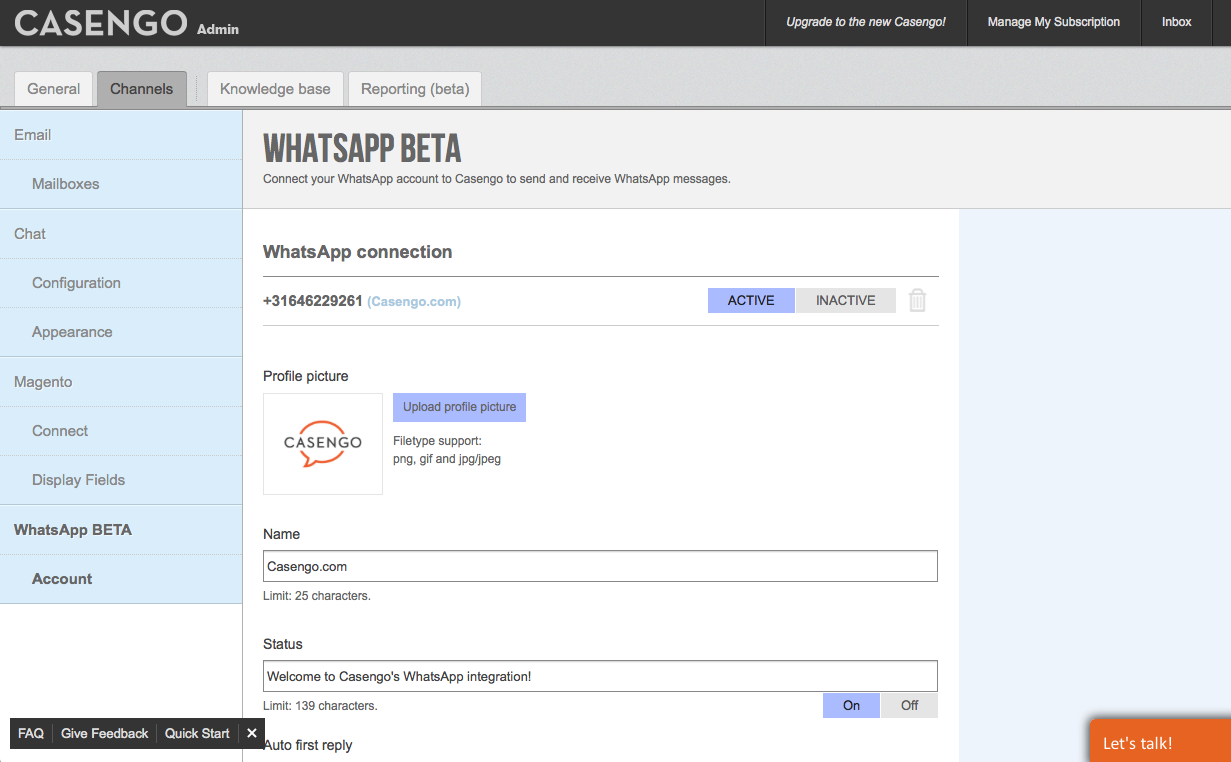 CASENGO Admin
Upgrade to the new Casengo!
Manage My Subscription
Inbox
General
Channels
Knowledge base
Reporting (beta)
Email
Mailboxes
Chat
Configuration
Appearance
Magento
Connect
Display Fields
WhatsApp BETA
Account
WHATSAPP BETA
Connect your WhatsApp account to Casengo to send and receive WhatsApp messages.
WhatsApp connection
+31646229261 (Casengo.com)
ACTIVE
INACTIVE
Profile picture
CASENGO
Upload profile picture
Filetype support:
png, gif and jpg/jpeg
Name
Casengo.com
Limit: 25 characters.
Status
Welcome to Casengo's WhatsApp integration!
Limit: 139 characters.
On
Off
Auto first reply
FAQ
Give Feedback
Quick Start
×
Let's talk!